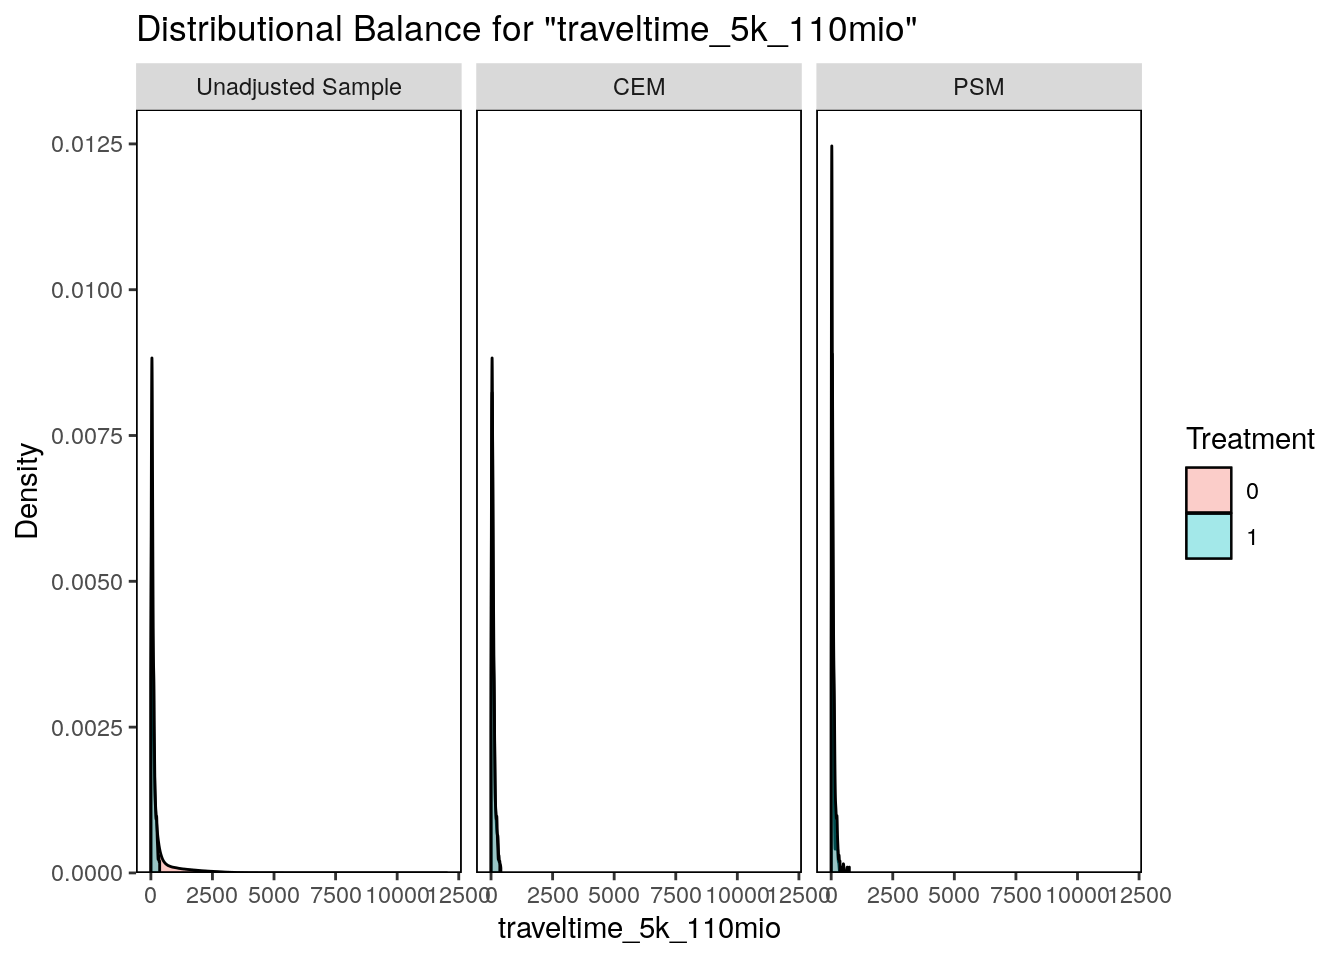 Distributional Balance for "traveltime_5k_110mio"
Unadjusted Sample CEM PSM
0.0125
0.0100
0.0075
0.0050
0.0025
0.0000
Density
0 2500 5000 7500 10000 12500 0 2500 5000 7500 10000 12500 0 2500 5000 7500 10000 12500
traveltime_5k_110mio
Treatment
0
1